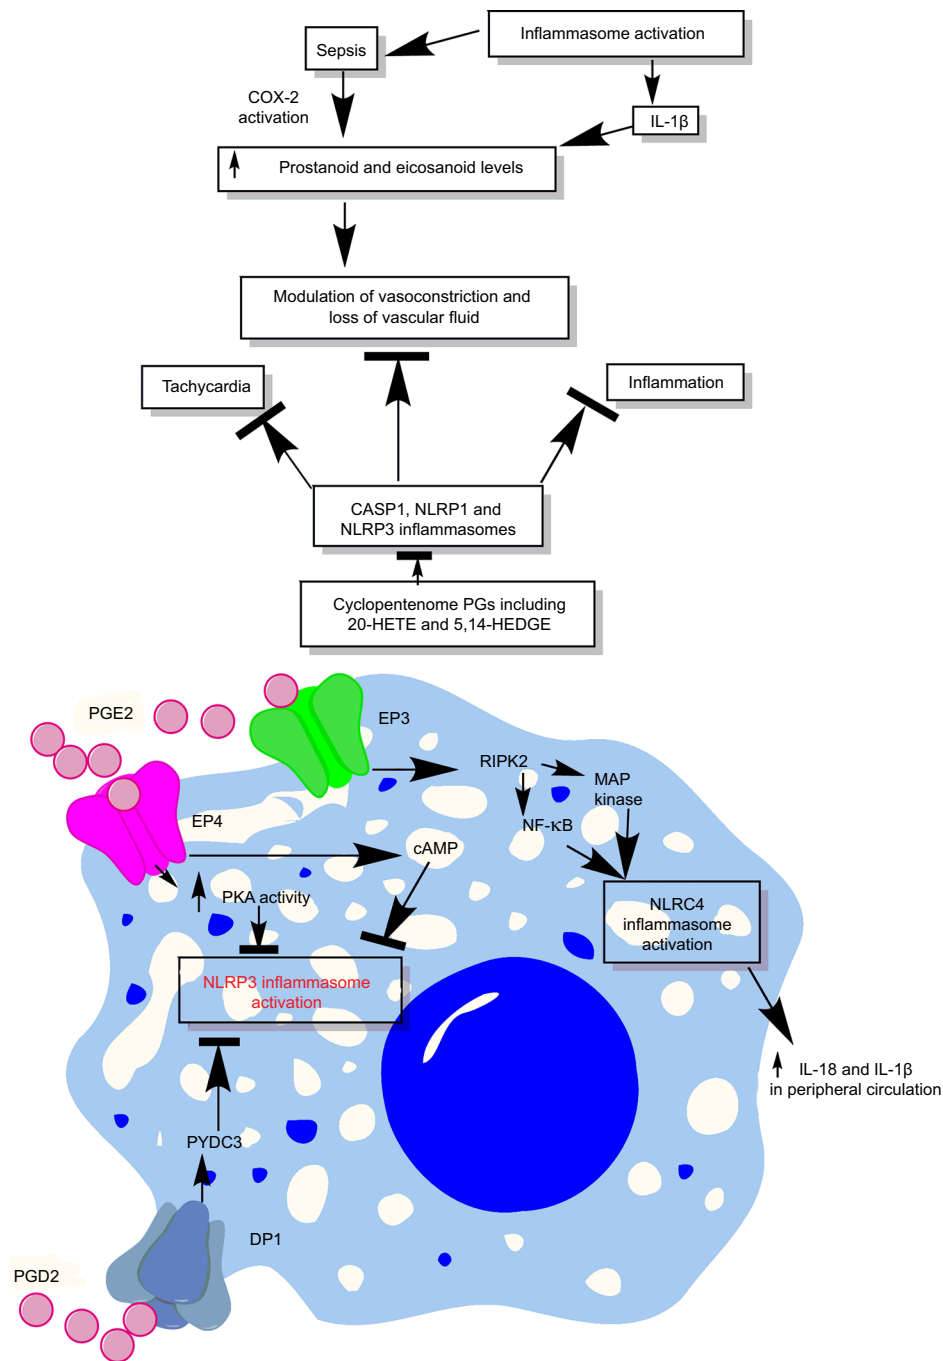 Inflammasome activation
Sepsis
COX-2
activation
IL-1β
Prostanoid and eicosanoid levels
Modulation of vasoconstriction and
loss of vascular fluid
Tachycardia
Inflammation
CASP1, NLRP1 and
NLRP3 inflammasomes
Cyclopentenome PGs including
20-HETE and 5,14-HEDGE
PGE2
EP3
RIPK2
MAP
kinase
EP4
NF-κB
cAMP
PKA activity
NLRC4
inflammasome
activation
NLRP3 inflammasome
activation
IL-18 and IL-1β
in peripheral circulation
PYDC3
DP1
PGD2